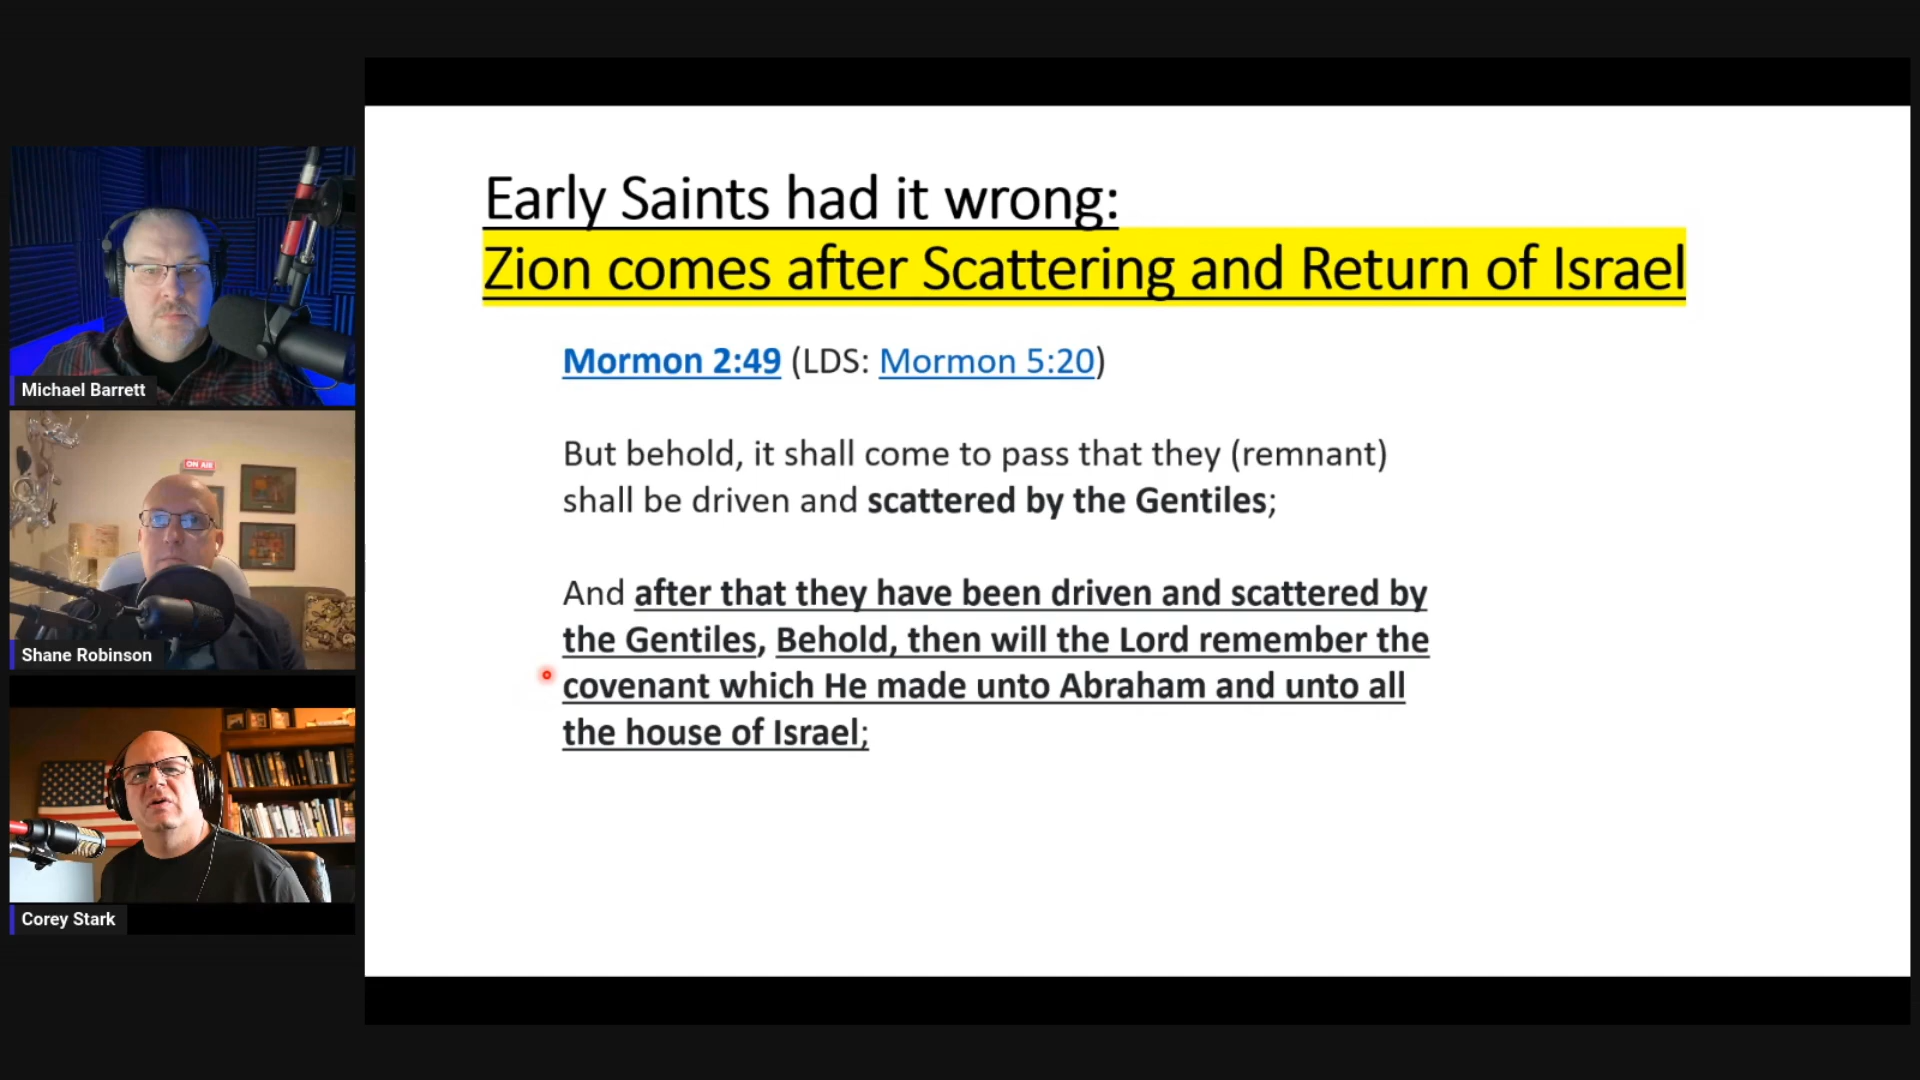 Early Saints had it wrong:
Zion comes after Scattering and Return of Israel
Mormon 2:49 (LDS: Mormon 5:20)
But behold, it shall come to pass that they (remnant)
shall be driven and scattered by the Gentiles;
And after that they have been driven and scattered by
the Gentiles, Behold, then will the Lord remember the
covenant which He made unto Abraham and unto all
the house of Israel;
Michael Barrett
ON AIR
Shane Robinson
Corey Stark